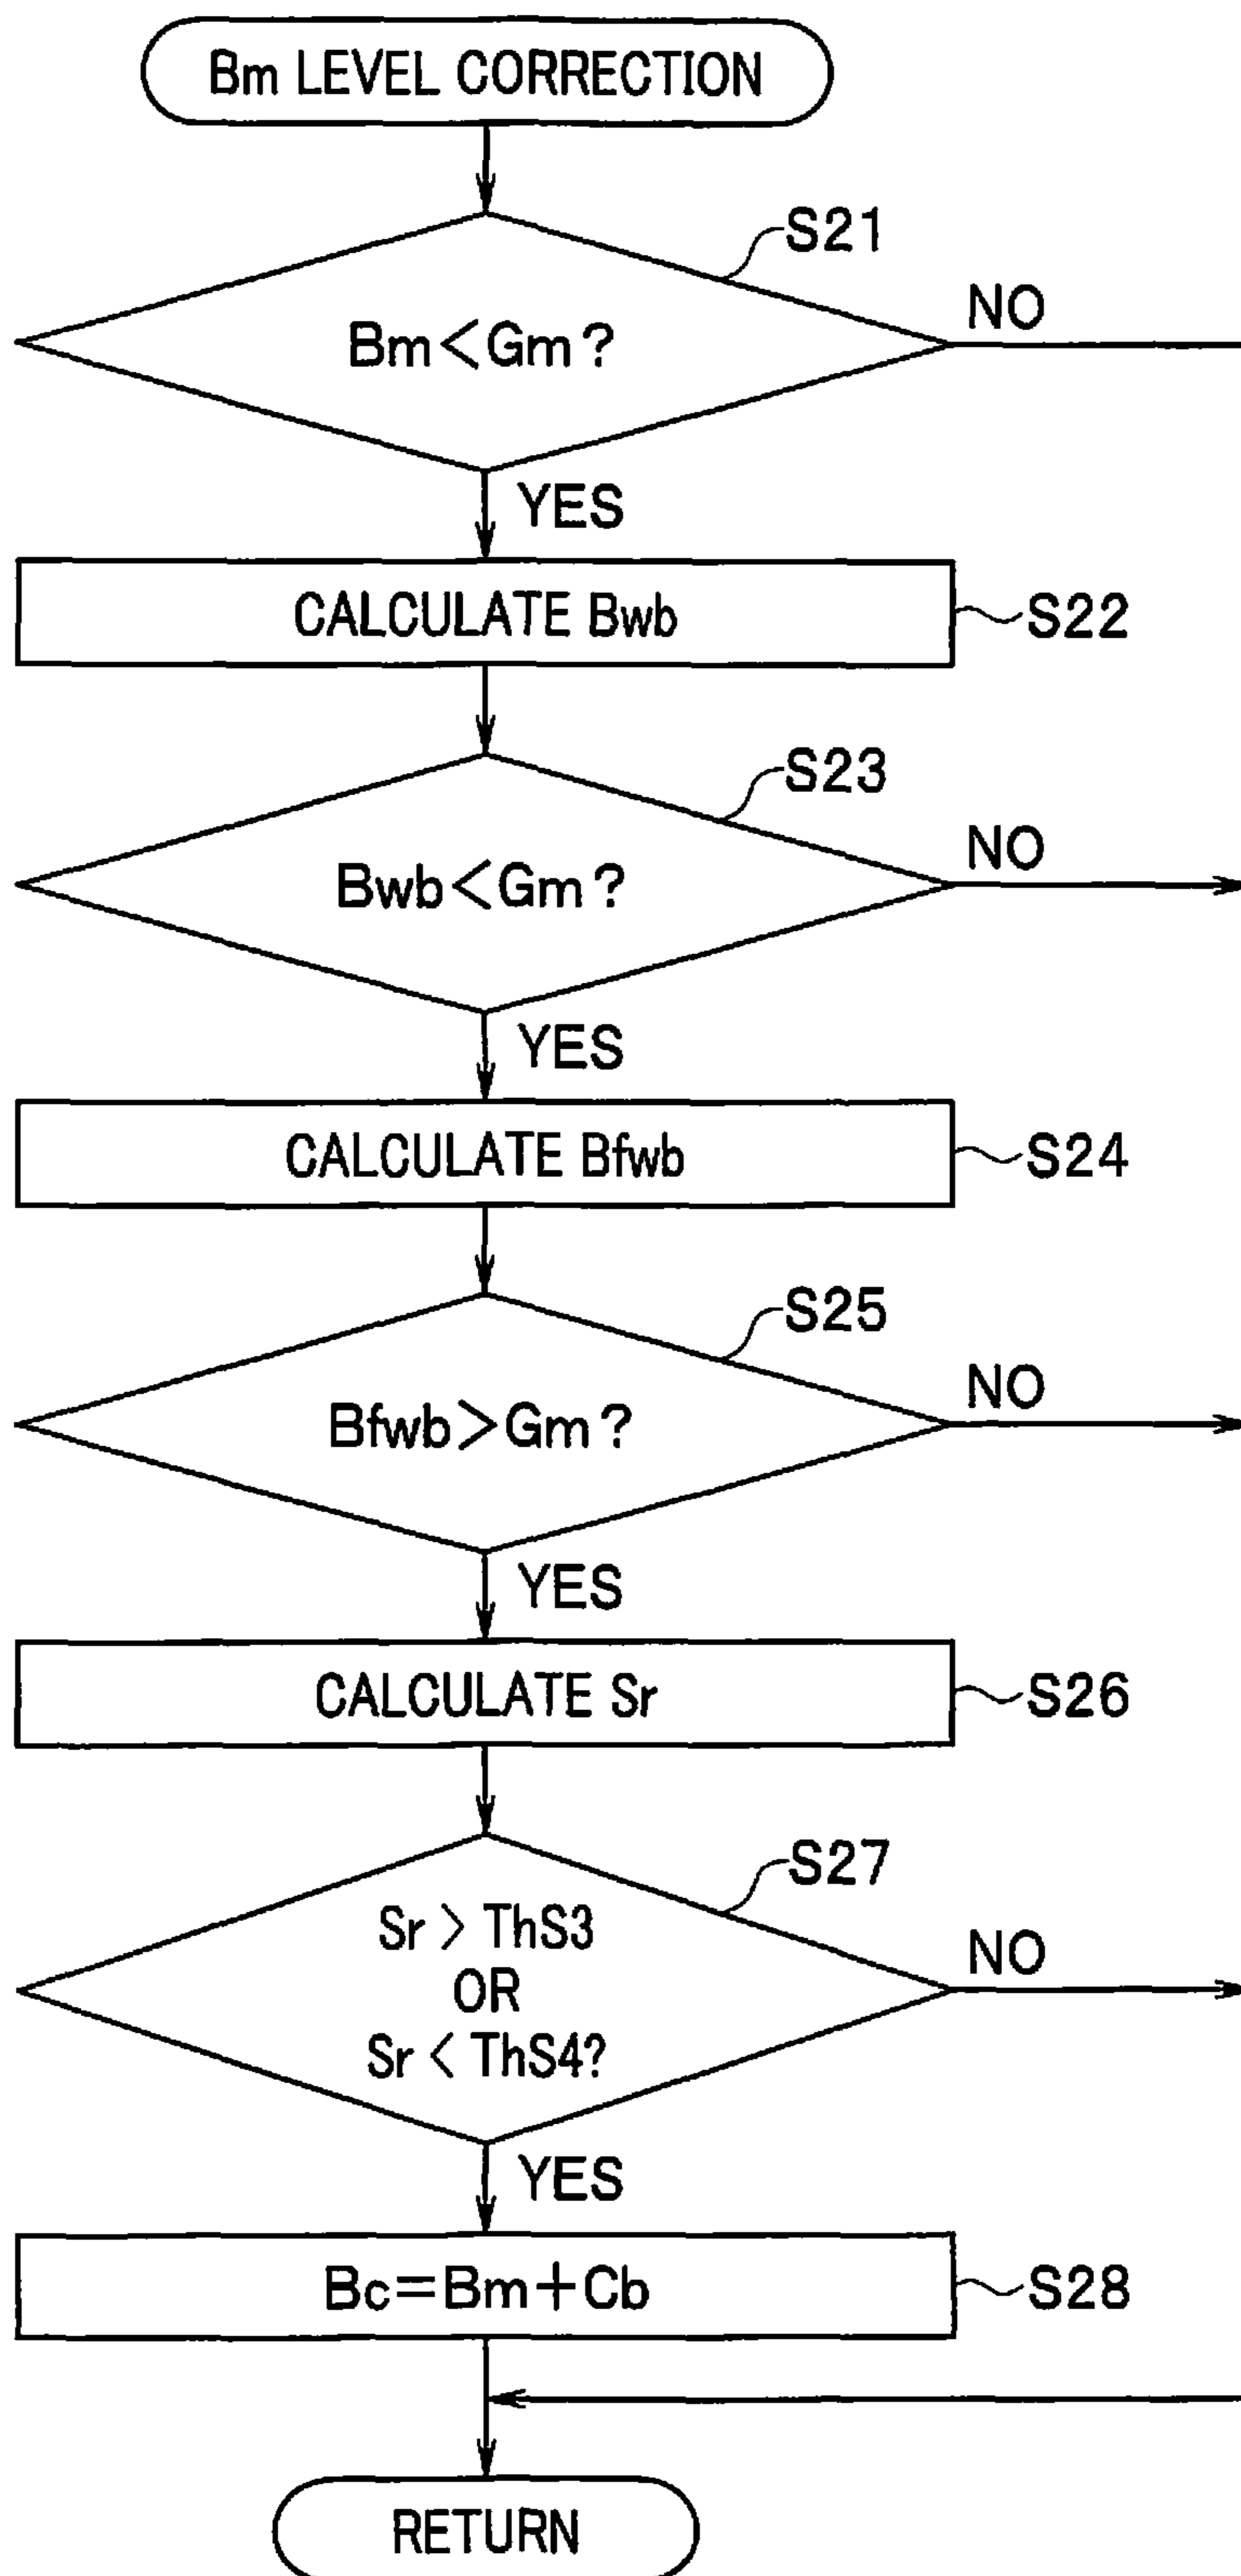 Bm LEVEL CORRECTION
S21
Bm<Gm?
NO
YES
CALCULATE Bwb
S22
S23
Bwb<Gm?
NO
YES
CALCULATE Bfwb
S24
S25
Bfwb>Gm?
NO
YES
CALCULATE Sr
S26
S27
Sr > ThS3
OR
Sr < ThS4?
NO
YES
Bc=Bm+Cb
S28
RETURN